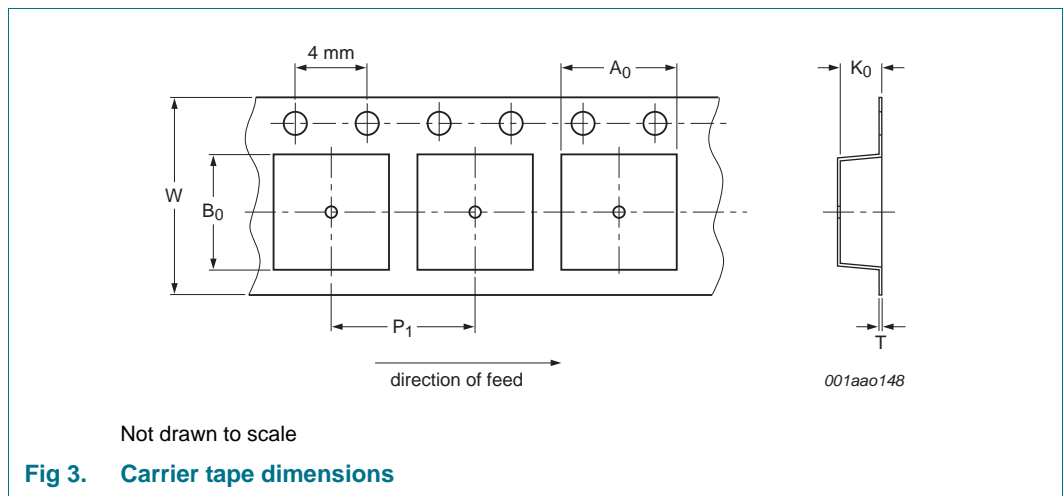 4 mm
A0
K0
W
B0
P1
T
direction of feed
001aao148
Not drawn to scale
Fig 3. Carrier tape dimensions